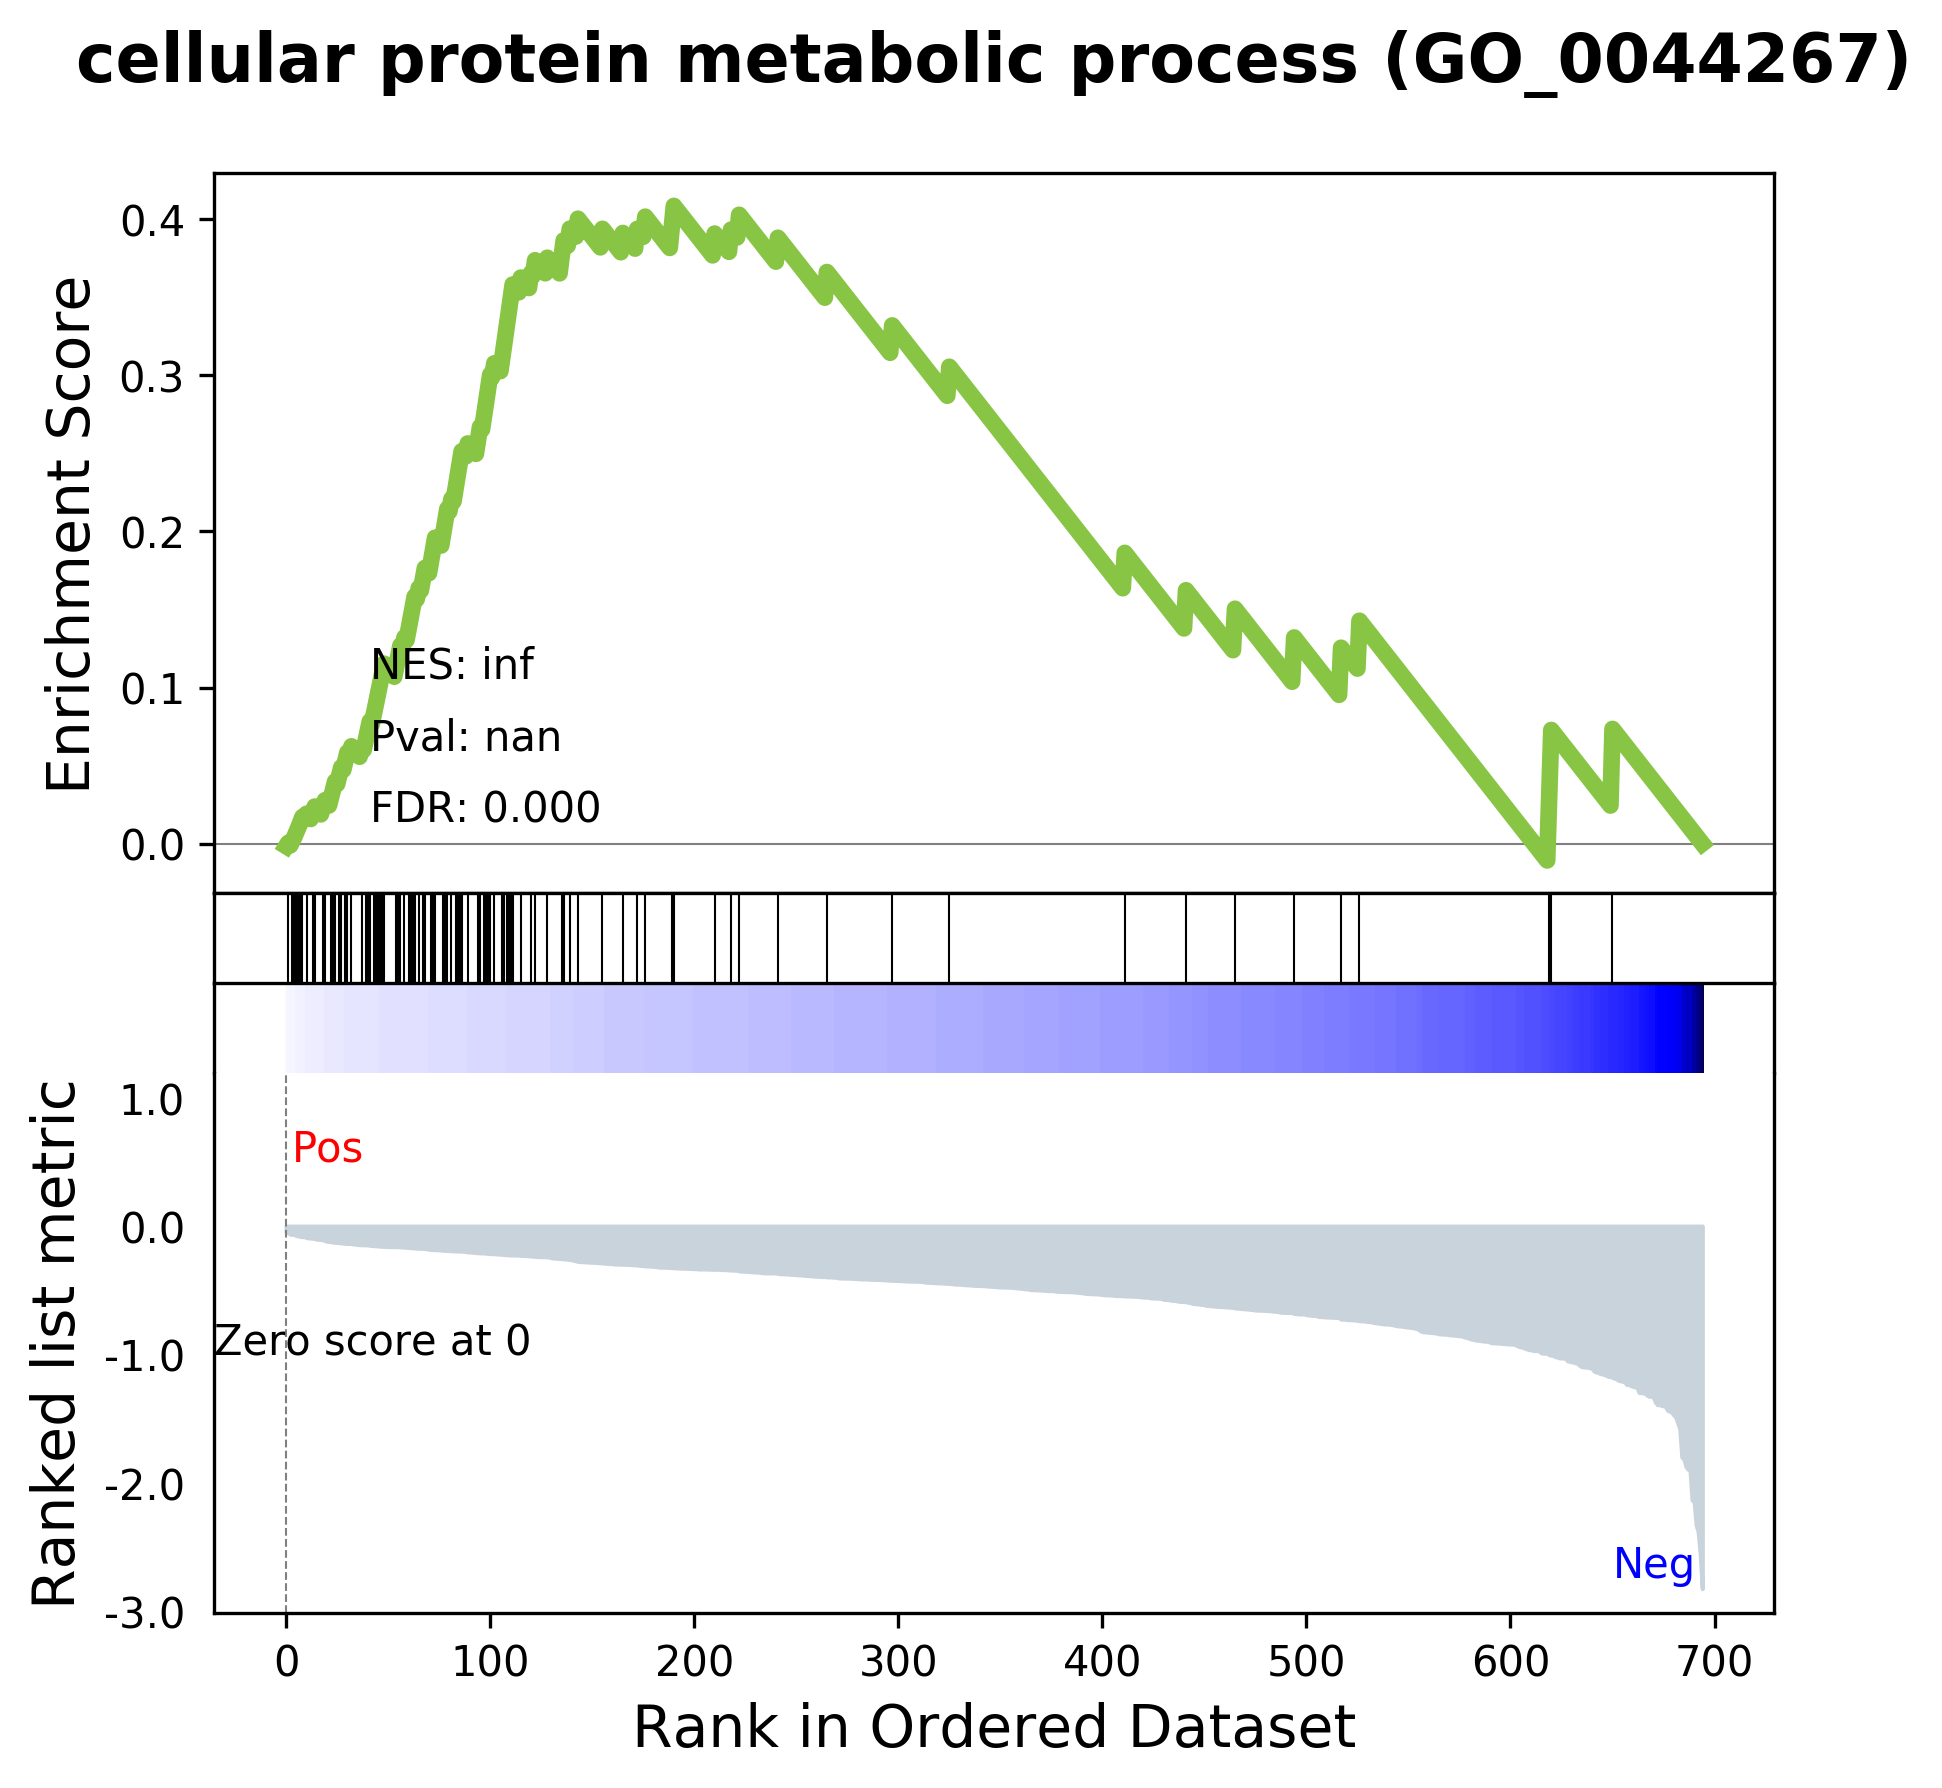 cellular protein metabolic process (GO_0044267)
Enrichment Score
0.4
0.3
0.2
0.1
0.0
NES: inf
Pval: nan
FDR: 0.000
Ranked list metric
1.0
0.0
-1.0
-2.0
-3.0
Pos
Zero score at 0
Neg
0 100 200 300 400 500 600 700
Rank in Ordered Dataset